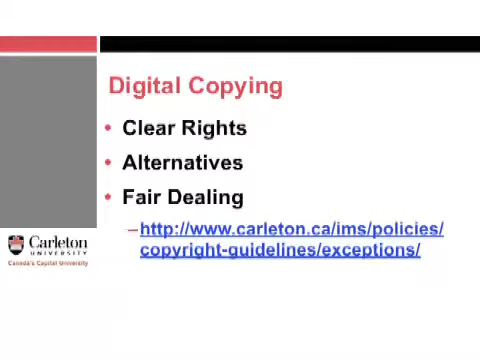 Digital Copying
• Clear Rights
• Alternatives
• Fair Dealing
–http://www.carleton.ca/ims/policies/
copyright-guidelines/exceptions/
Carleton
UNIVERSITY
Canada's Capital University